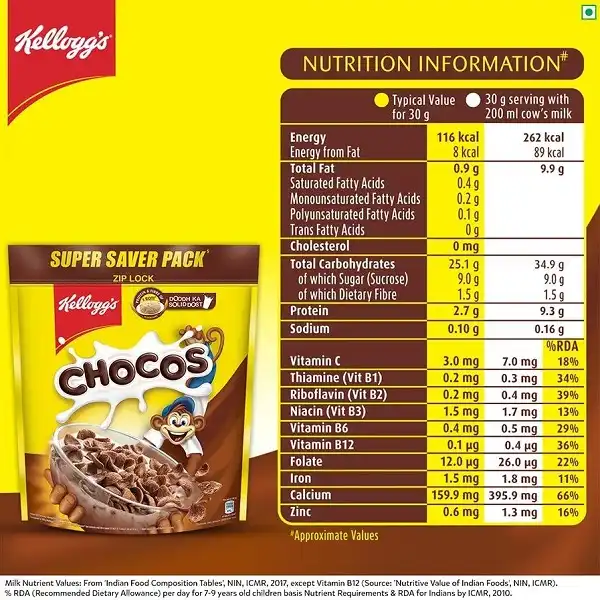 Kellogg's
NUTRITION INFORMATION#
Typical Value for 30 g
30 g serving with 200 ml cow's milk
Energy 116 kcal 262 kcal
Energy from Fat 8 kcal 89 kcal
Total Fat 0.9 g 9.9 g
Saturated Fatty Acids 0.4 g
Monounsaturated Fatty Acids 0.2 g
Polyunsaturated Fatty Acids 0.1 g
Trans Fatty Acids 0 g
Cholesterol 0 mg
Total Carbohydrates 25.1 g 34.9 g
of which Sugar (Sucrose) 9.0 g 9.0 g
of which Dietary Fibre 1.5 g 1.5 g
Protein 2.7 g 9.3 g
Sodium 0.10 g 0.16 g
%RDA
Vitamin C 3.0 mg 7.0 mg 18%
Thiamine (Vit B1) 0.2 mg 0.3 mg 34%
Riboflavin (Vit B2) 0.2 mg 0.4 mg 39%
Niacin (Vit B3) 1.5 mg 1.7 mg 13%
Vitamin B6 0.4 mg 0.5 mg 29%
Vitamin B12 0.1 µg 0.4 µg 36%
Folate 12.0 µg 26.0 µg 22%
Iron 1.5 mg 1.8 mg 11%
Calcium 159.9 mg 395.9 mg 66%
Zinc 0.6 mg 1.3 mg 16%
#Approximate Values
SUPER SAVER PACK
ZIP LOCK
Kellogg's
DOODH KA
SOLID DOST
CHOCOS
Milk Nutrient Values: From 'Indian Food Composition Tables', NIN, ICMR, 2017, except Vitamin B12 (Source: 'Nutritive Value of Indian Foods', NIN, ICMR).
% RDA (Recommended Dietary Allowance) per day for 7-9 years old children basis Nutrient Requirements & RDA for Indians by ICMR, 2010.